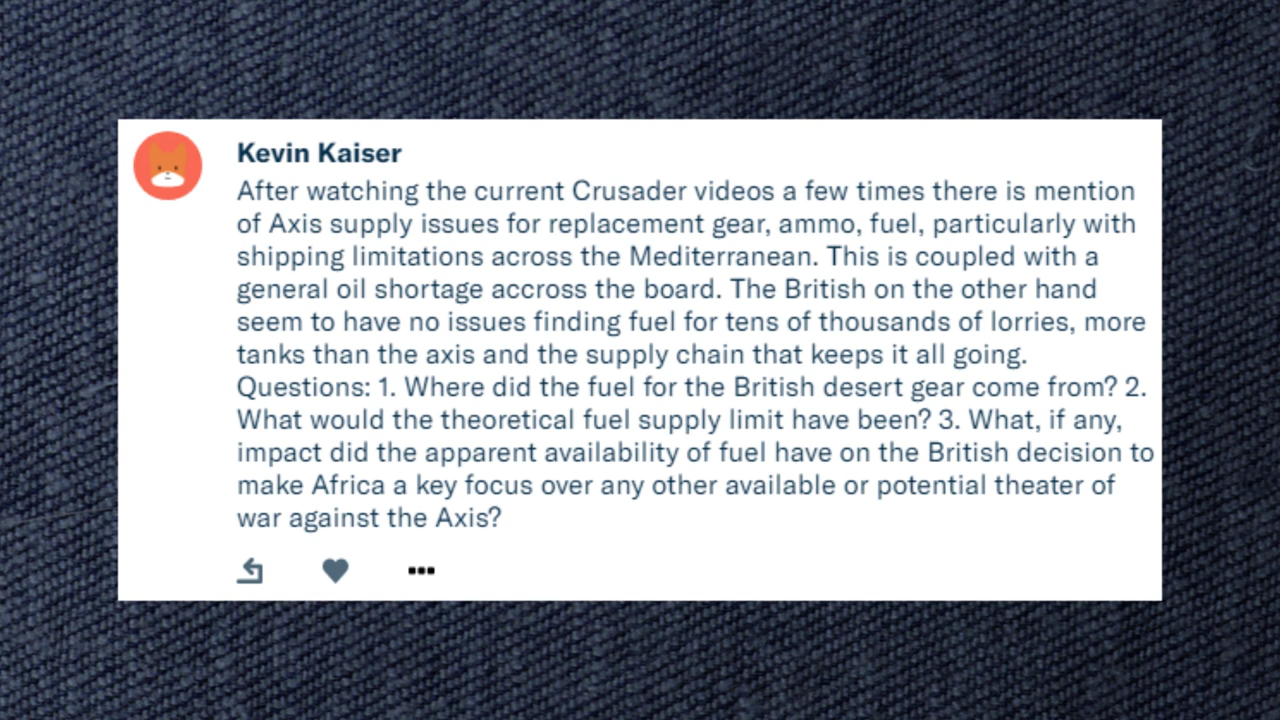 Kevin Kaiser
After watching the current Crusader videos a few times there is mention
of Axis supply issues for replacement gear, ammo, fuel, particularly with
shipping limitations across the Mediterranean. This is coupled with a
general oil shortage accross the board. The British on the other hand
seem to have no issues finding fuel for tens of thousands of lorries, more
tanks than the axis and the supply chain that keeps it all going.
Questions: 1. Where did the fuel for the British desert gear come from? 2.
What would the theoretical fuel supply limit have been? 3. What, if any,
impact did the apparent availability of fuel have on the British decision to
make Africa a key focus over any other available or potential theater of
war against the Axis?